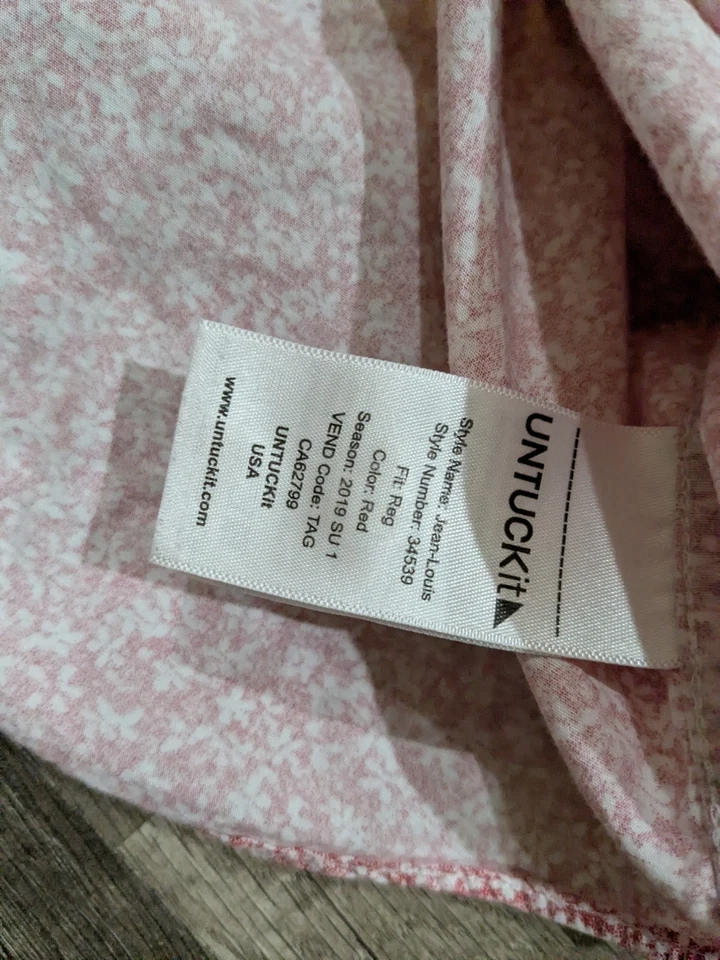 UNTUCKit
Style Name: Jean-Louis
Style Number: 34539
Fit: Reg
Color: Red
Season: 2019 SU 1
VEND Code: TAG
CA62799
UNTUCKit
USA
www.untuckit.com